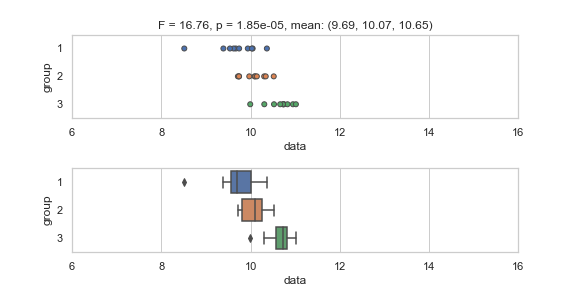 F = 16.76, p = 1.85e-05, mean: (9.69, 10.07, 10.65)
group
1
2
3
6 8 10 12 14 16
data
group
1
2
3
6 8 10 12 14 16
data